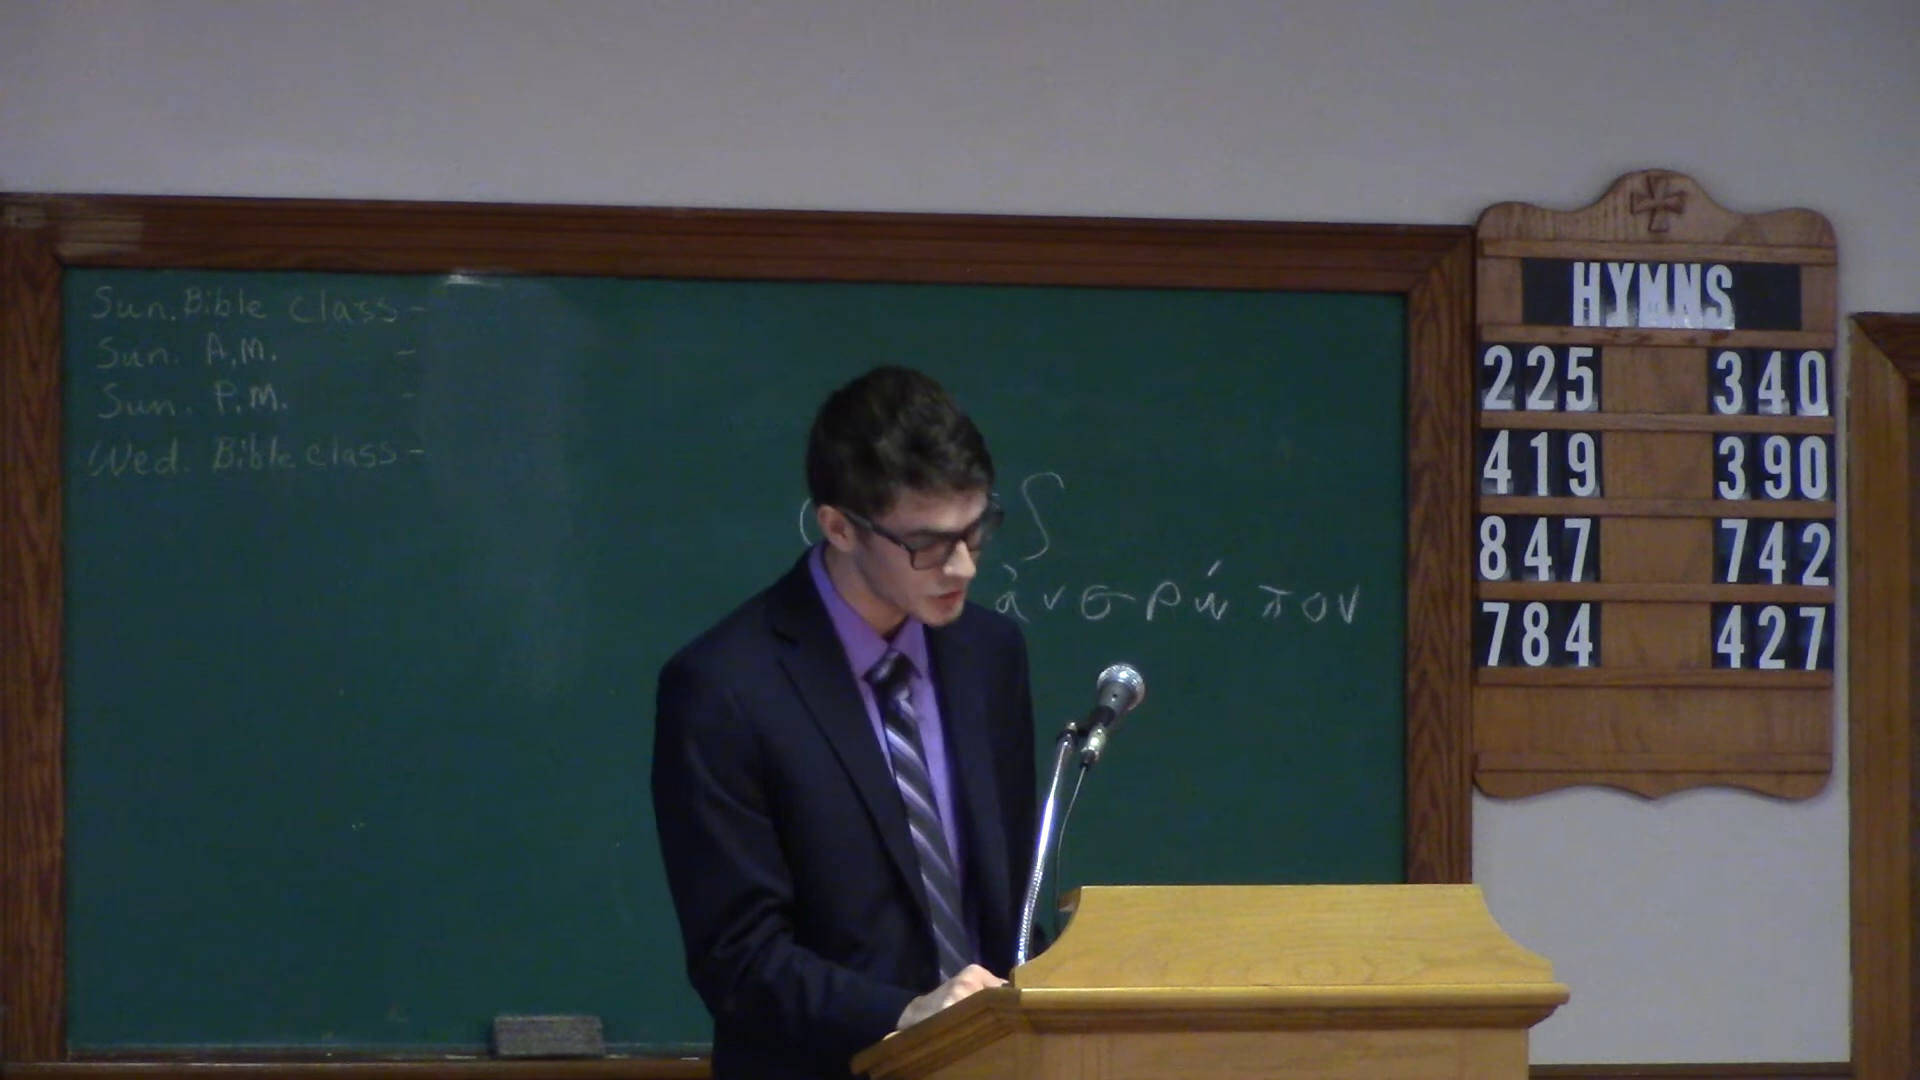 Sun. Bible class -
Sun. A.M. -
Sun. P.M. -
Wed. Bible class -
HYMNS
225 340
419 390
847 742
784 427